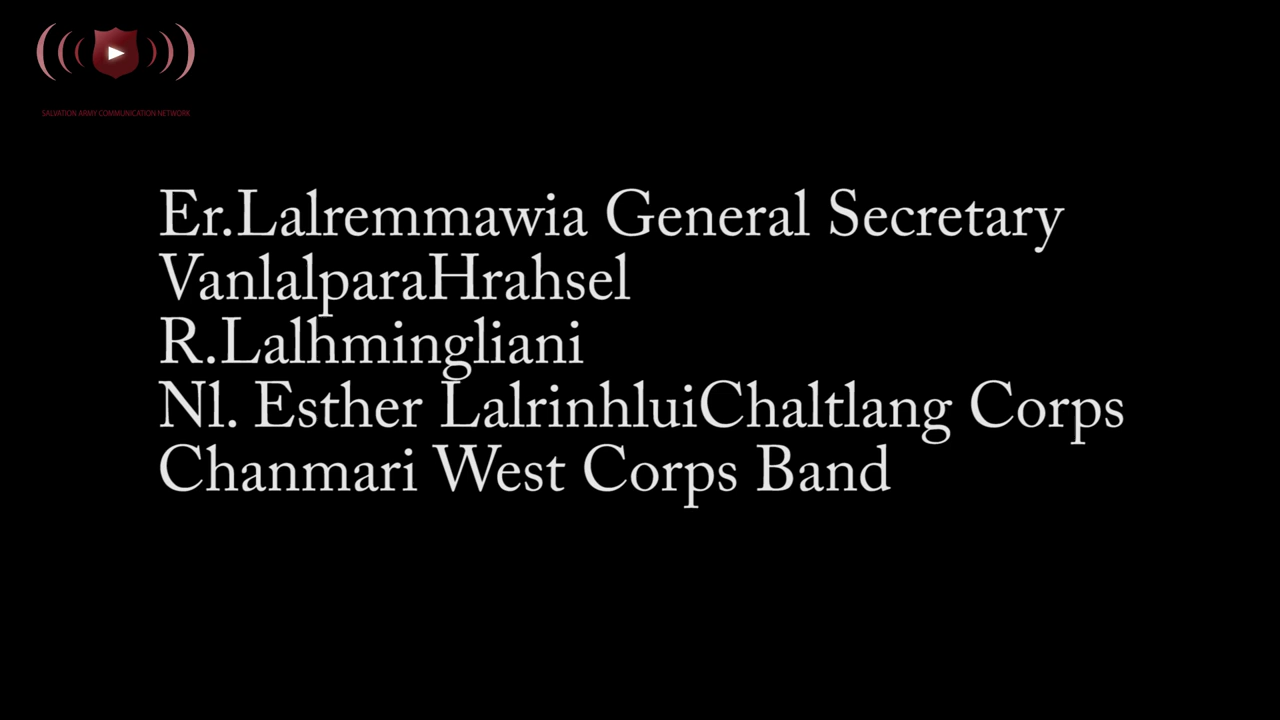 SALVATION ARMY COMMUNICATION NETWORK
Er.Lalremmawia General Secretary
VanlalparaHrahsel
R.Lalhmingliani
Nl. Esther LalrinhluiChaltlang Corps
Chanmari West Corps Band